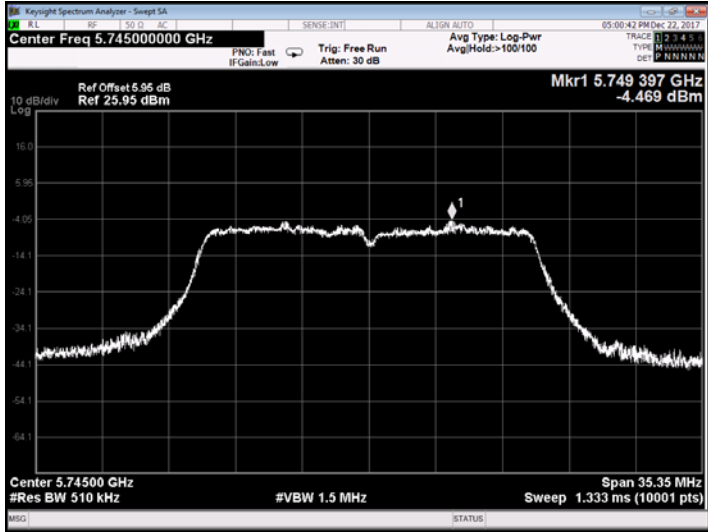 Keysight Spectrum Analyzer - Swept SA
RL RF 50 Ω AC SENSE:INT ALIGN AUTO 05:00:42 PM Dec 22, 2017
Center Freq 5.745000000 GHz
PNO: Fast
IFGain:Low
Trig: Free Run
Atten: 30 dB
Avg Type: Log-Pwr
Avg|Hold:>100/100
TRACE 1 2 3 4 5 6
TYPE M WWWWW
DET P NNNNN
Mkr1 5.749 397 GHz
-4.469 dBm
Ref Offset 5.95 dB
10 dB/div Ref 25.95 dBm
Log
16.0
5.95
-4.05
1
-14.1
-24.1
-34.1
-44.1
-54.1
-64.1
Center 5.74500 GHz Span 35.35 MHz
#Res BW 510 kHz #VBW 1.5 MHz Sweep 1.333 ms (10001 pts)
MSG STATUS